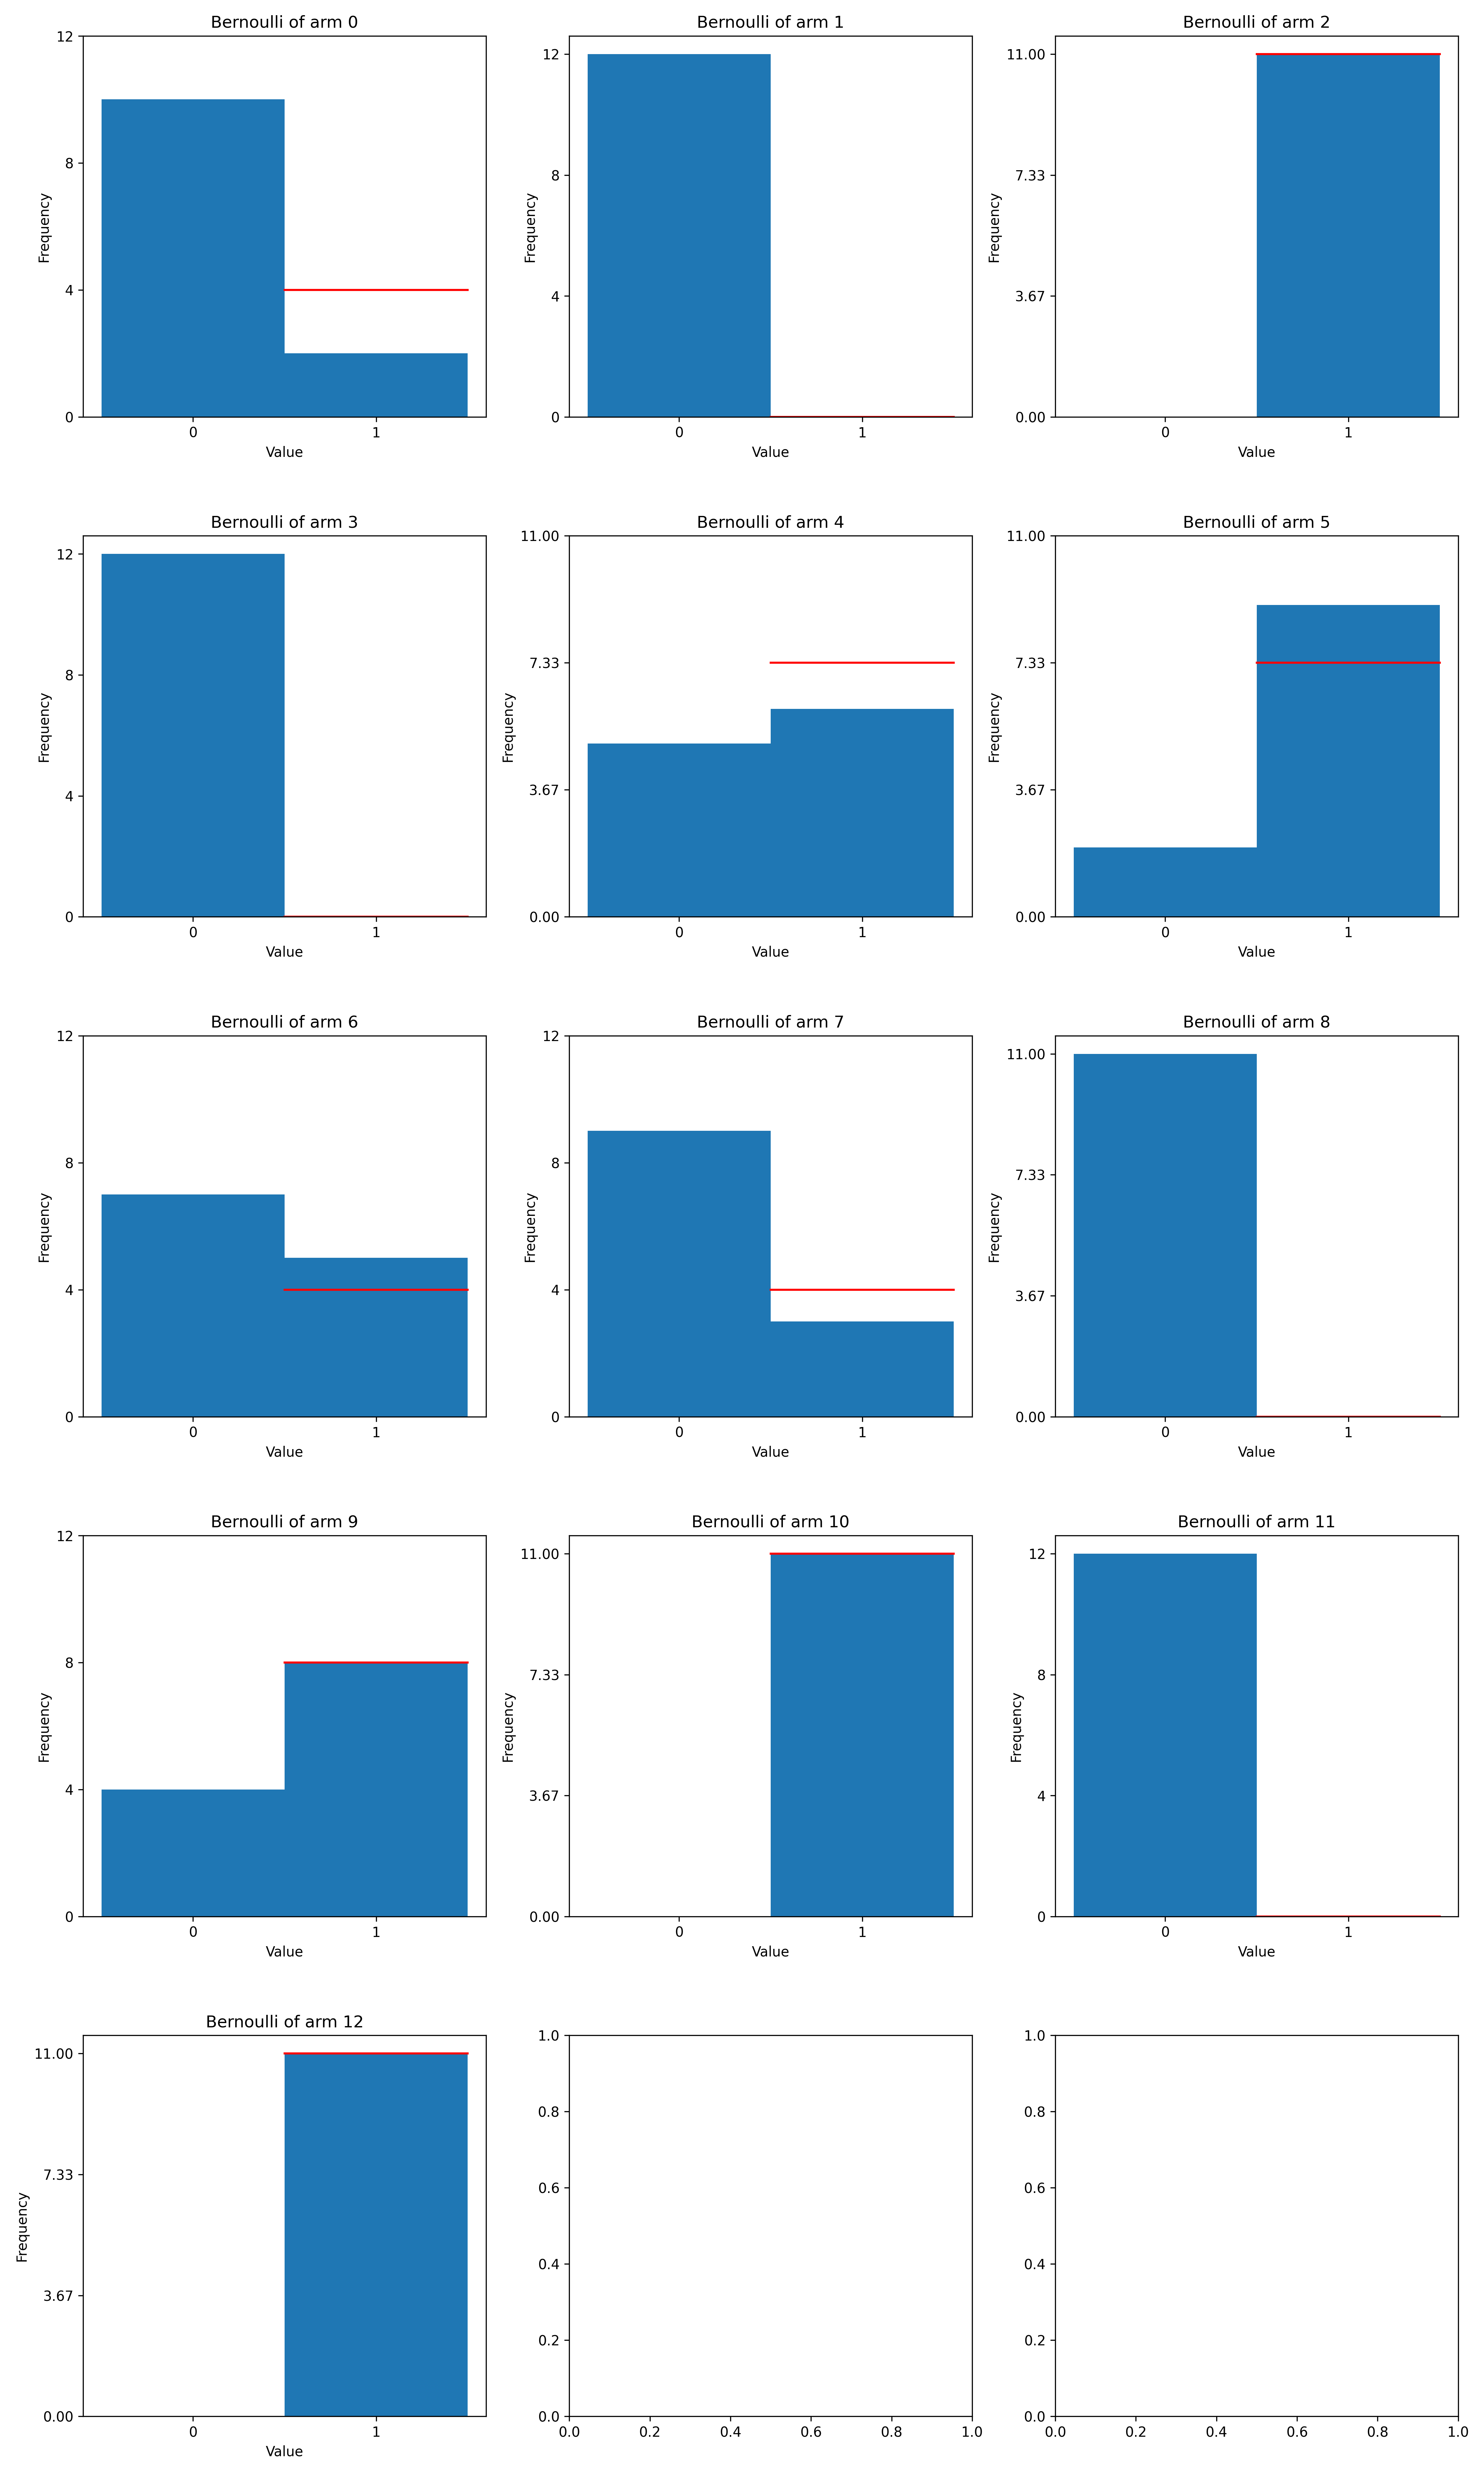 Bernoulli of arm 0
12
8
4
0
Frequency
0 1
Value
Bernoulli of arm 1
12
8
4
0
Frequency
0 1
Value
Bernoulli of arm 2
11.00
7.33
3.67
0.00
Frequency
0 1
Value
Bernoulli of arm 3
12
8
4
0
Frequency
0 1
Value
Bernoulli of arm 4
11.00
7.33
3.67
0.00
Frequency
0 1
Value
Bernoulli of arm 5
11.00
7.33
3.67
0.00
Frequency
0 1
Value
Bernoulli of arm 6
12
8
4
0
Frequency
0 1
Value
Bernoulli of arm 7
12
8
4
0
Frequency
0 1
Value
Bernoulli of arm 8
11.00
7.33
3.67
0.00
Frequency
0 1
Value
Bernoulli of arm 9
12
8
4
0
Frequency
0 1
Value
Bernoulli of arm 10
11.00
7.33
3.67
0.00
Frequency
0 1
Value
Bernoulli of arm 11
12
8
4
0
Frequency
0 1
Value
Bernoulli of arm 12
11.00
7.33
3.67
0.00
Frequency
0 1
Value
1.0
0.8
0.6
0.4
0.2
0.0
0.0 0.2 0.4 0.6 0.8 1.0
1.0
0.8
0.6
0.4
0.2
0.0
0.0 0.2 0.4 0.6 0.8 1.0